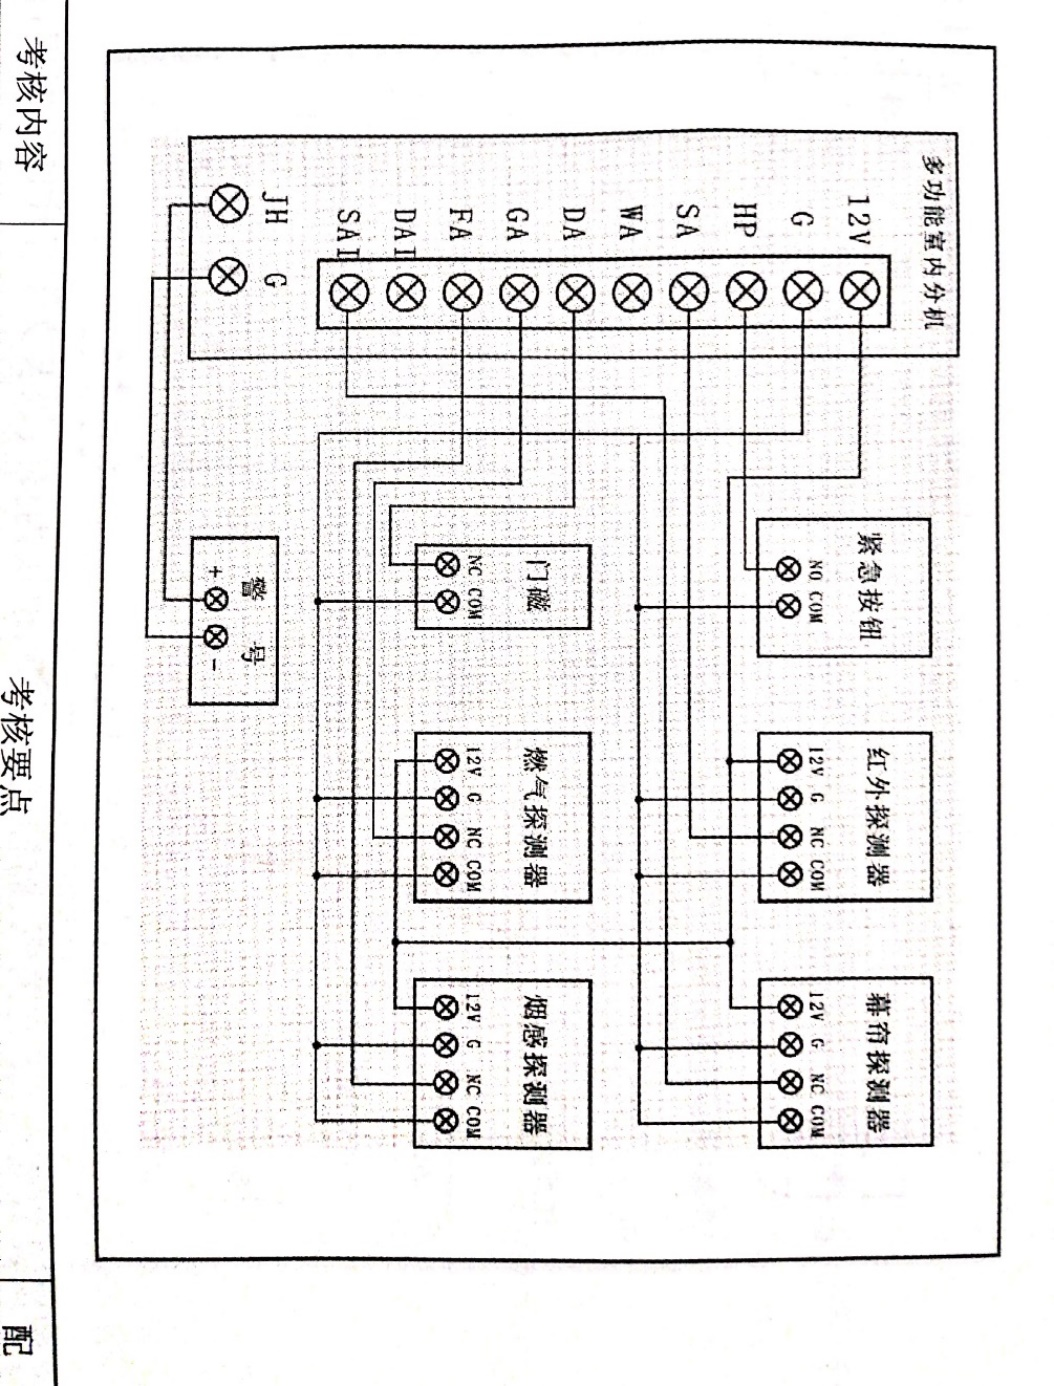 考核内容
考核要点
配
多功能室内分机
12V
G
HP
SA
WA
DA
GA
FA
DAI
SAI
JH
G
紧急按钮
NO COM
红外探测器
12V G NC COM
幕帘探测器
12V G NC COM
门磁
NC COM
燃气探测器
12V G NC COM
烟感探测器
12V G NC COM
警 号
+ -